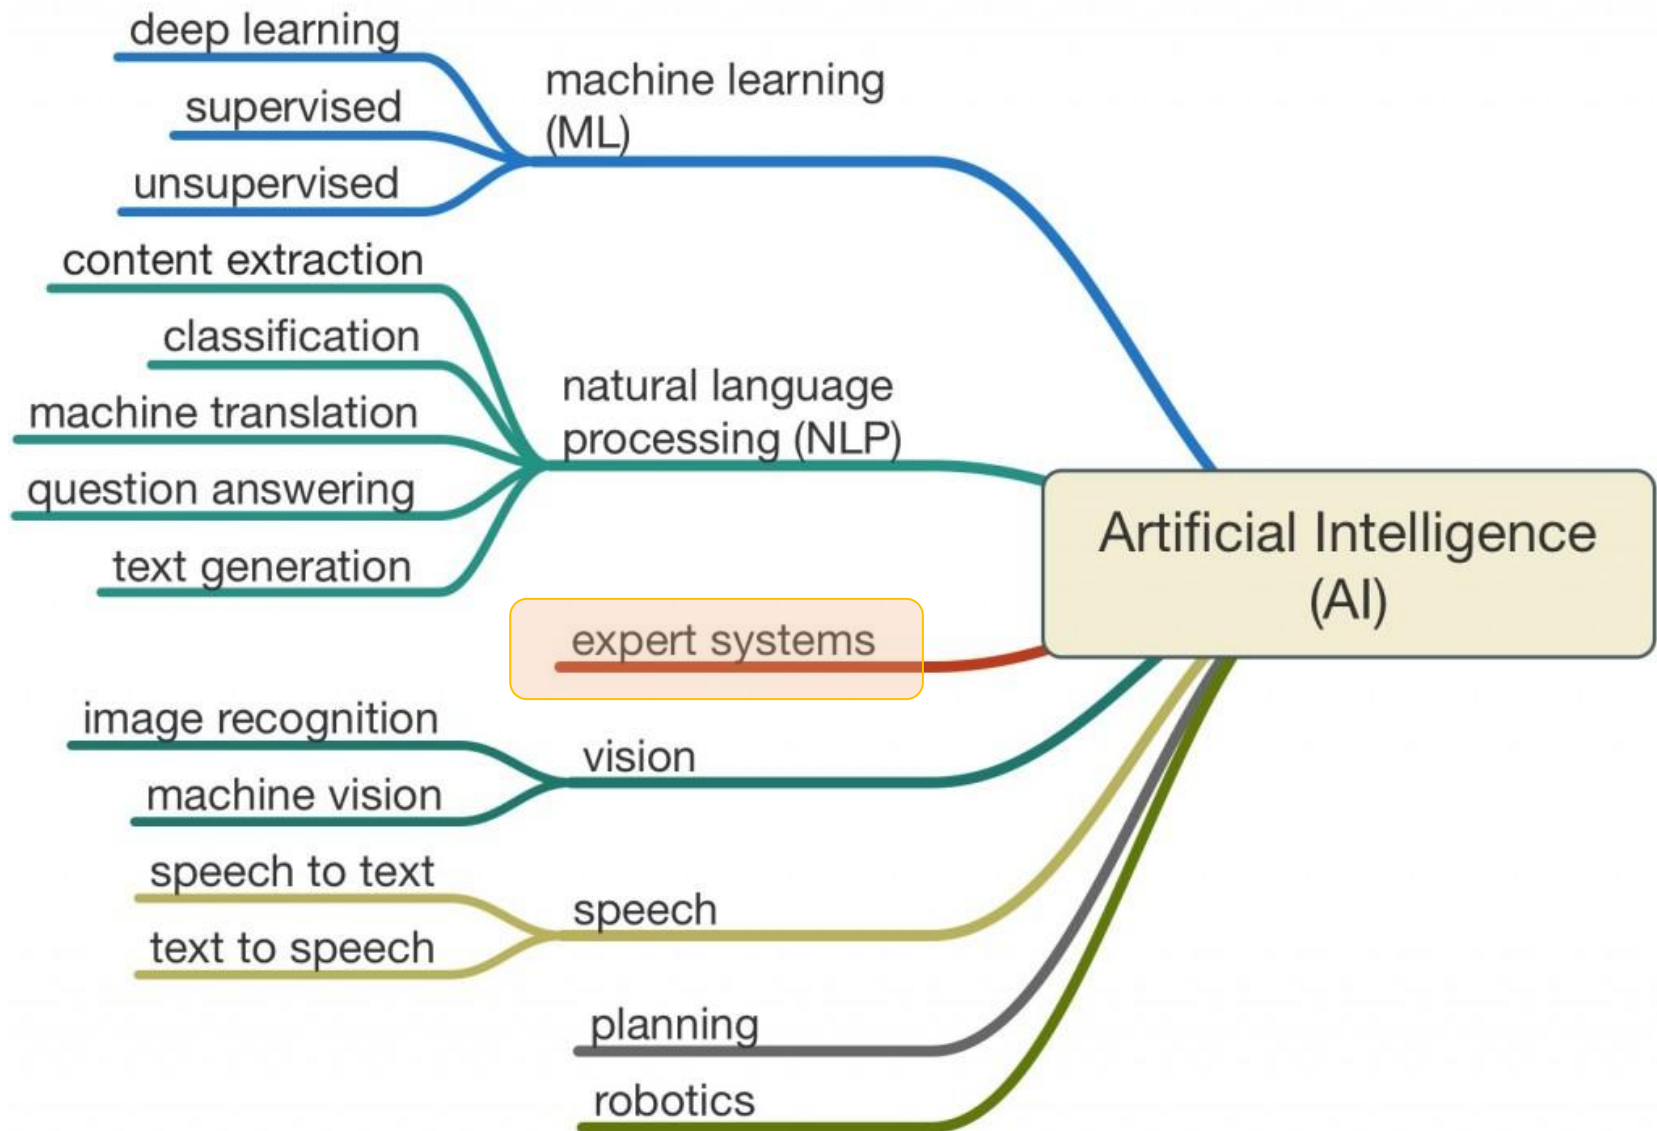 deep learning
supervised
unsupervised
machine learning
(ML)
content extraction
classification
machine translation
question answering
text generation
natural language
processing (NLP)
expert systems
image recognition
machine vision
vision
speech to text
text to speech
speech
planning
robotics
Artificial Intelligence
(AI)